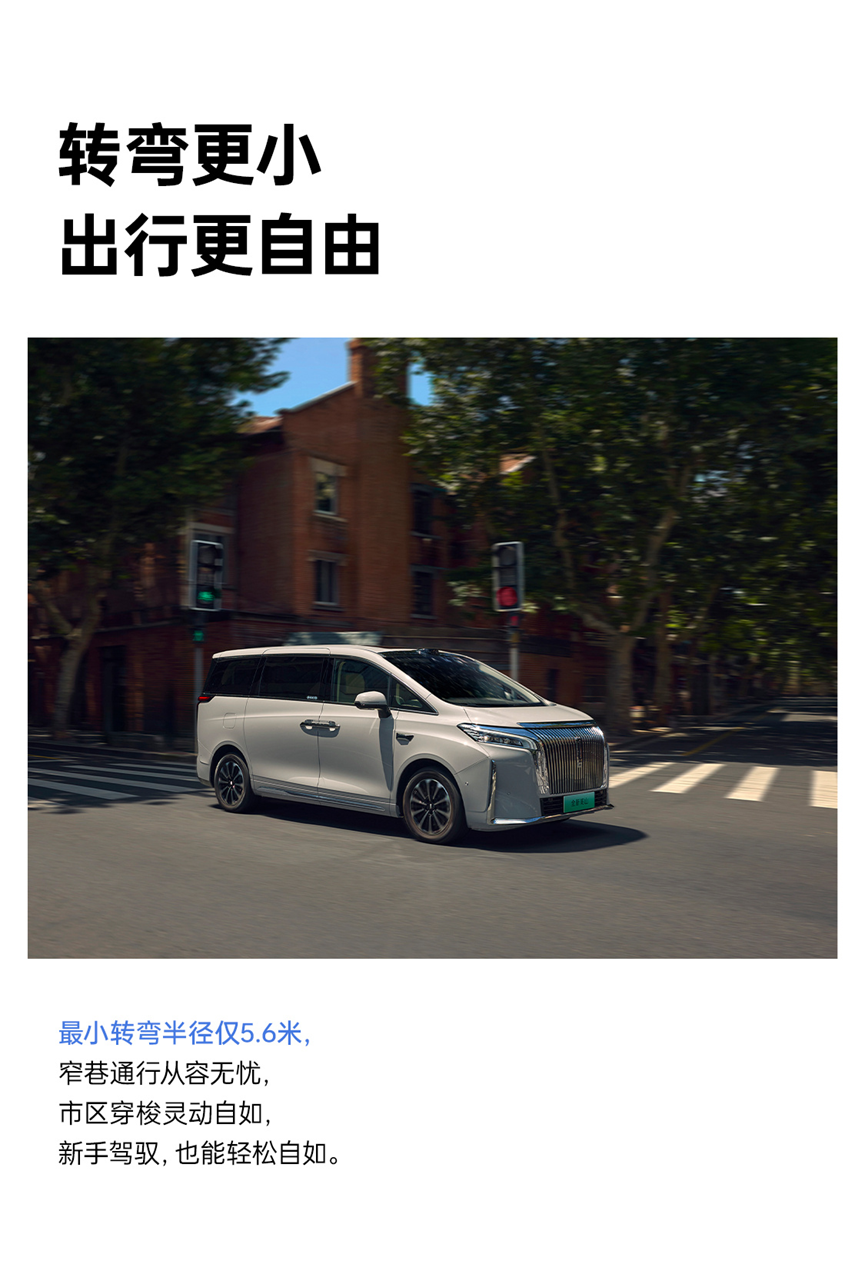 转弯更小
出行更自由
最小转弯半径仅5.6米,
窄巷通行从容无忧,
市区穿梭灵动自如,
新手驾驭,也能轻松自如。